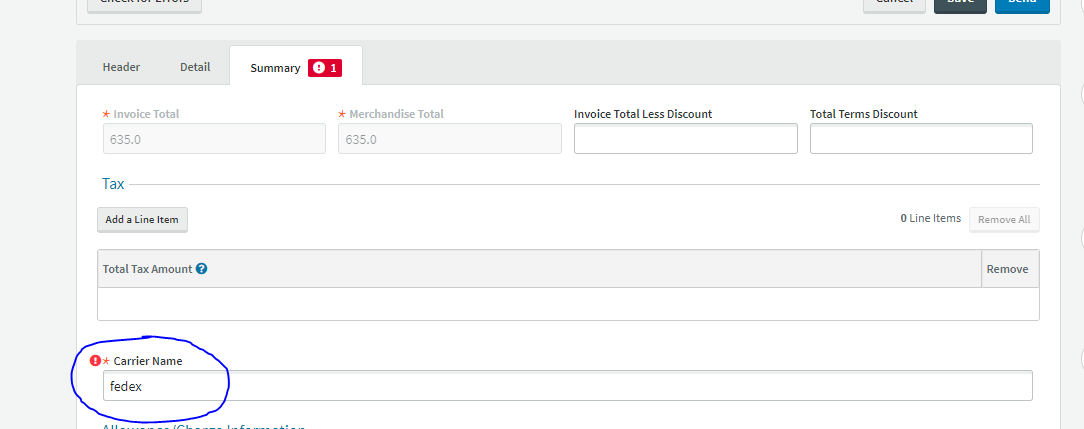 Check for Errors
Cancel
Save
Send
Header
Detail
Summary 1
* Invoice Total
* Merchandise Total
Invoice Total Less Discount
Total Terms Discount
635.0
635.0
Tax
Add a Line Item
0 Line Items
Remove All
Total Tax Amount ?
Remove
! * Carrier Name
fedex
Allowance/Charge Information